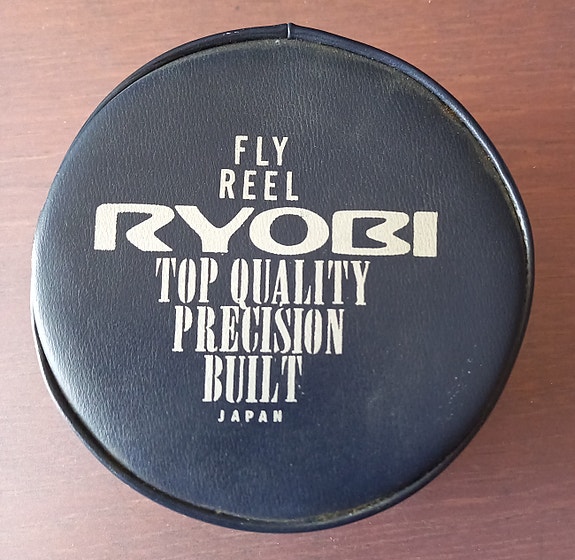 FLY
REEL
RYOBI
TOP QUALITY
PRECISION
BUILT
JAPAN